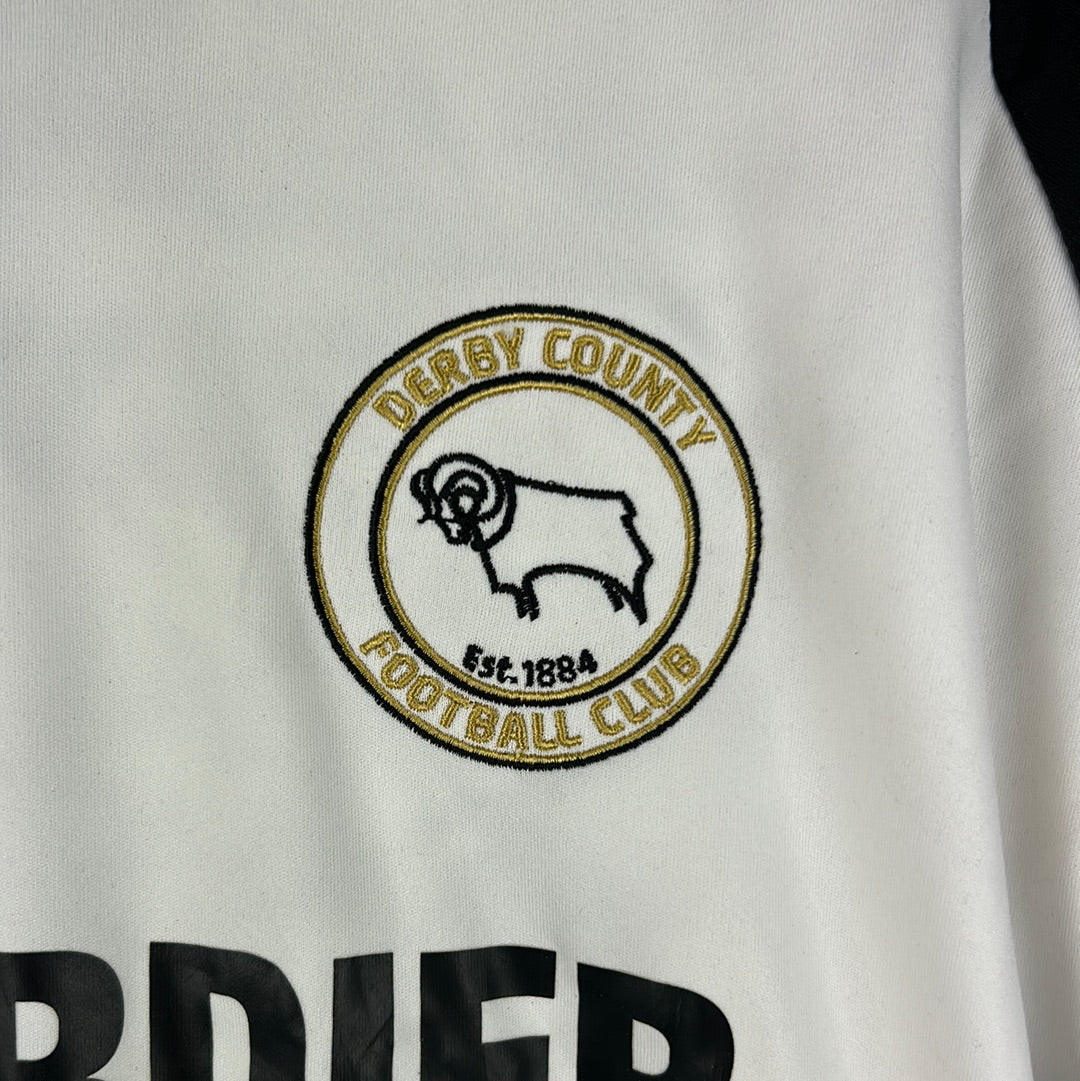 DERBY COUNTY
Est. 1884
FOOTBALL CLUB